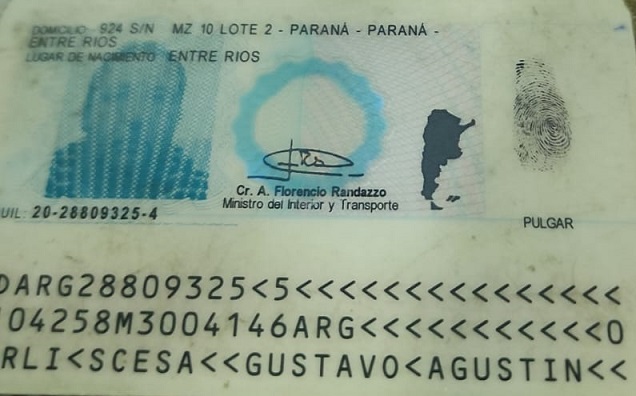 DOMICILIO 924 S/N MZ 10 LOTE 2 - PARANÁ - PARANÁ -
ENTRE RIOS
LUGAR DE NACIMIENTO ENTRE RIOS
Cr. A. Florencio Randazzo
Ministro del Interior y Transporte
UIL: 20-28809325-4
PULGAR
DARG28809325<5<<<<<<<<<<<<<<<
04258M3004146ARG<<<<<<<<<<<0
RLI<SCESA<<GUSTAVO<AGUSTIN<<